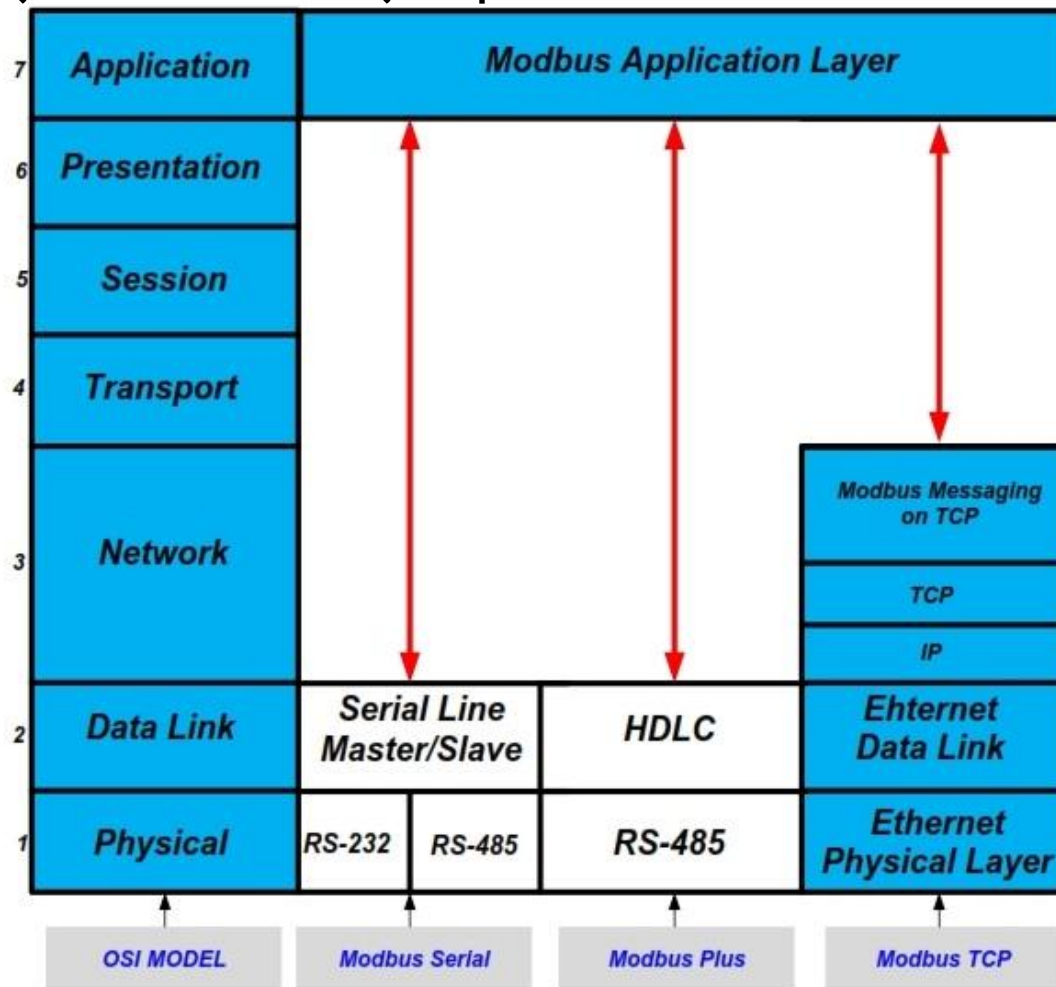 7 Application Modbus Application Layer
6 Presentation
5 Session
4 Transport
3 Network
Modbus Messaging
on TCP
TCP
IP
2 Data Link
Serial Line
Master/Slave
HDLC
Ehternet
Data Link
1 Physical
RS-232
RS-485
RS-485
Ethernet
Physical Layer
OSI MODEL
Modbus Serial
Modbus Plus
Modbus TCP